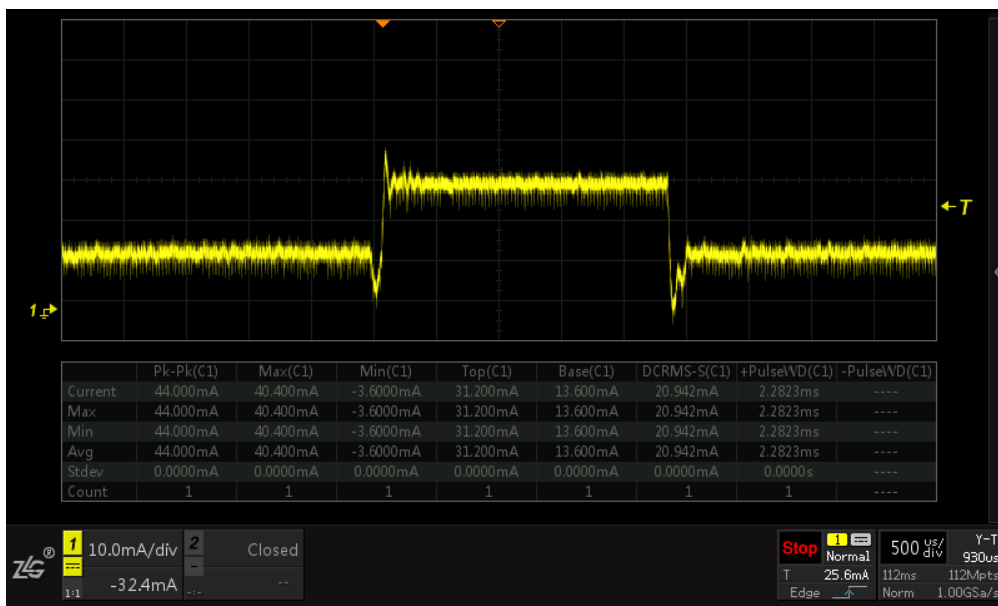 T
1
Pk-Pk(C1) Max(C1) Min(C1) Top(C1) Base(C1) DCRMS-S(C1) +PulseWD(C1) -PulseWD(C1)
Current 44.000mA 40.400mA -3.6000mA 31.200mA 13.600mA 20.942mA 2.2823ms ----
Max 44.000mA 40.400mA -3.6000mA 31.200mA 13.600mA 20.942mA 2.2823ms ----
Min 44.000mA 40.400mA -3.6000mA 31.200mA 13.600mA 20.942mA 2.2823ms ----
Avg 44.000mA 40.400mA -3.6000mA 31.200mA 13.600mA 20.942mA 2.2823ms ----
Stdev 0.0000mA 0.0000mA 0.0000mA 0.0000mA 0.0000mA 0.0000mA 0.0000s ----
Count 1 1 1 1 1 1 1 ----
ZLG® 1 10.0mA/div 2 Closed
1:1 -32.4mA -:- --
Stop 1 Normal 500 us/div Y-T 930us
T 25.6mA 112ms 112Mpts
Edge Norm 1.00GSa/s